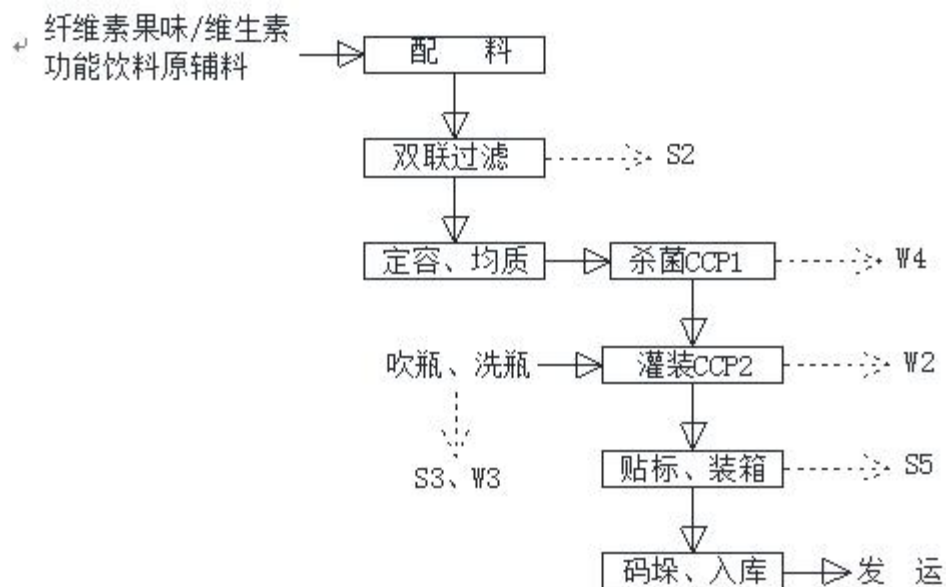 纤维素果味/维生素
功能饮料原辅料
配 料
双联过滤
S2
定容、均质
杀菌CCP1
W4
吹瓶、洗瓶
灌装CCP2
W2
S3、W3
贴标、装箱
S5
码垛、入库
发 运